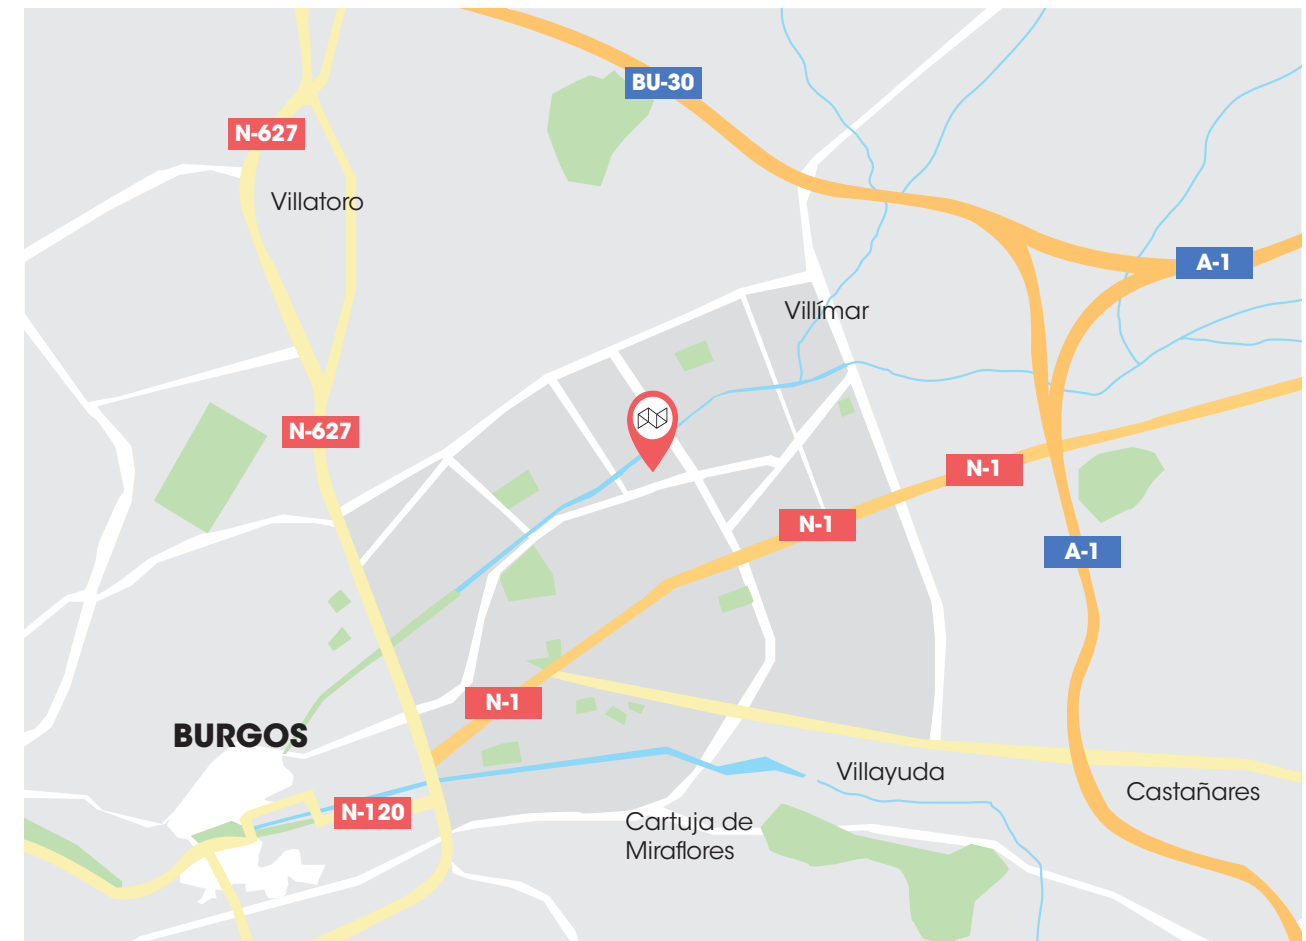 BU-30
N-627
Villatoro
A-1
Villímar
N-627
N-1
N-1
A-1
N-1
BURGOS
Villayuda
Castañares
N-120
Cartuja de
Miraflores